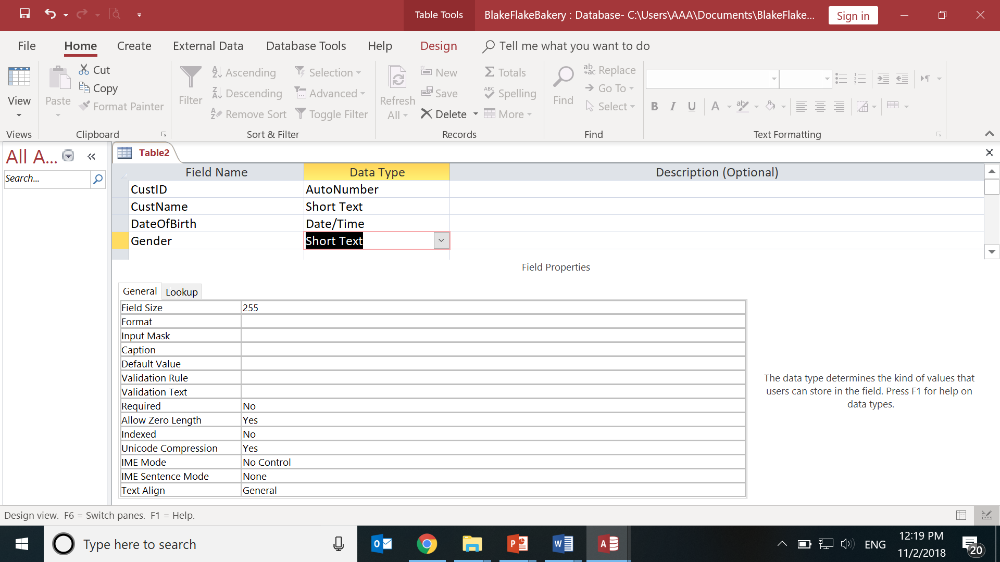 Table Tools
BlakeFlakeBakery : Database- C:\Users\AAA\Documents\BlakeFlake...
Sign in
File Home Create External Data Database Tools Help Design Tell me what you want to do
View
Views
Paste
Cut
Copy
Format Painter
Clipboard
Filter
Ascending
Descending
Remove Sort
Selection
Advanced
Toggle Filter
Sort & Filter
Refresh
All
New
Save
Delete
Totals
Spelling
More
Records
Find
Replace
Go To
Select
Find
B I U A
Text Formatting
All A...
Search...
Table2
Field Name Data Type Description (Optional)
CustID AutoNumber
CustName Short Text
DateOfBirth Date/Time
Gender Short Text
Field Properties
General Lookup
Field Size 255
Format
Input Mask
Caption
Default Value
Validation Rule
Validation Text
Required No
Allow Zero Length Yes
Indexed No
Unicode Compression Yes
IME Mode No Control
IME Sentence Mode None
Text Align General
The data type determines the kind of values that
users can store in the field. Press F1 for help on
data types.
Design view. F6 = Switch panes. F1 = Help.
Type here to search
ENG
12:19 PM
11/2/2018
20